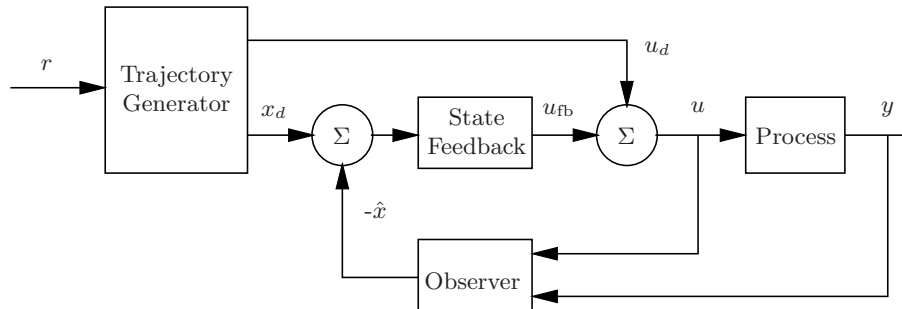 r
Trajectory
Generator
u_d
x_d
Σ
State
Feedback
u_fb
Σ
u
Process
y
-x̂
Observer